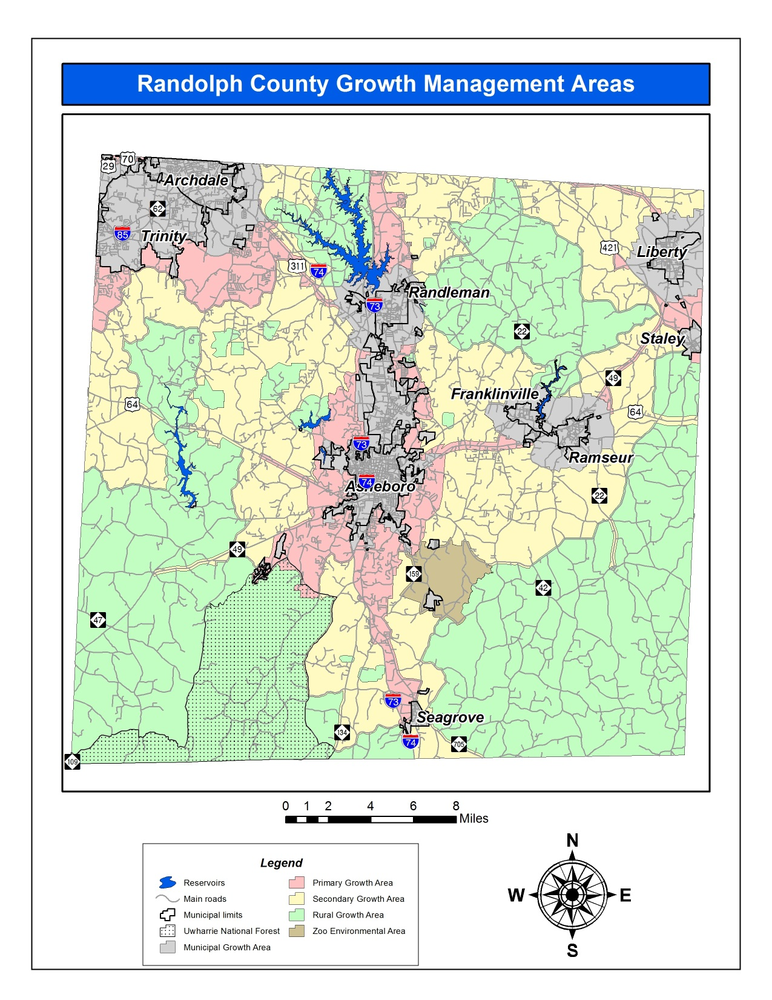 Randolph County Growth Management Areas
29
70
Archdale
62
85
Trinity
311
74
421
Liberty
Randleman
73
22
Staley
49
Franklinville
64
64
73
Ramseur
74
Asheboro
22
49
159
42
47
73
Seagrove
134
74
705
109
0 1 2 4 6 8
Miles
Legend
Reservoirs
Main roads
Municipal limits
Uwharrie National Forest
Municipal Growth Area
Primary Growth Area
Secondary Growth Area
Rural Growth Area
Zoo Environmental Area
N
W E
S